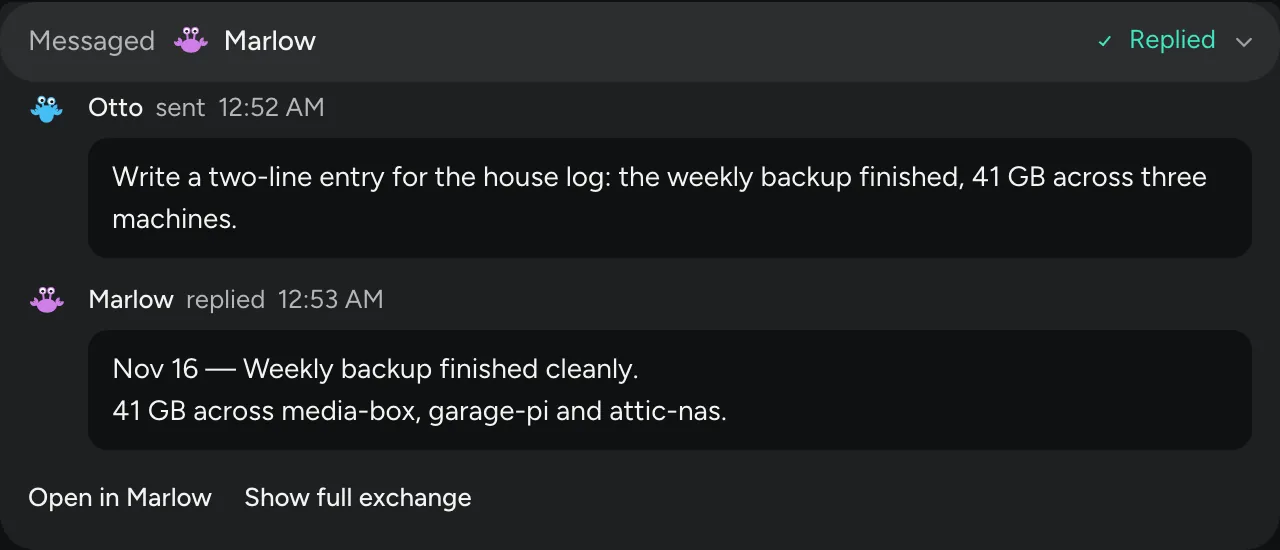 Messaged Marlow Replied
Otto sent 12:52 AM
Write a two-line entry for the house log: the weekly backup finished, 41 GB across three
machines.
Marlow replied 12:53 AM
Nov 16 — Weekly backup finished cleanly.
41 GB across media-box, garage-pi and attic-nas.
Open in Marlow Show full exchange